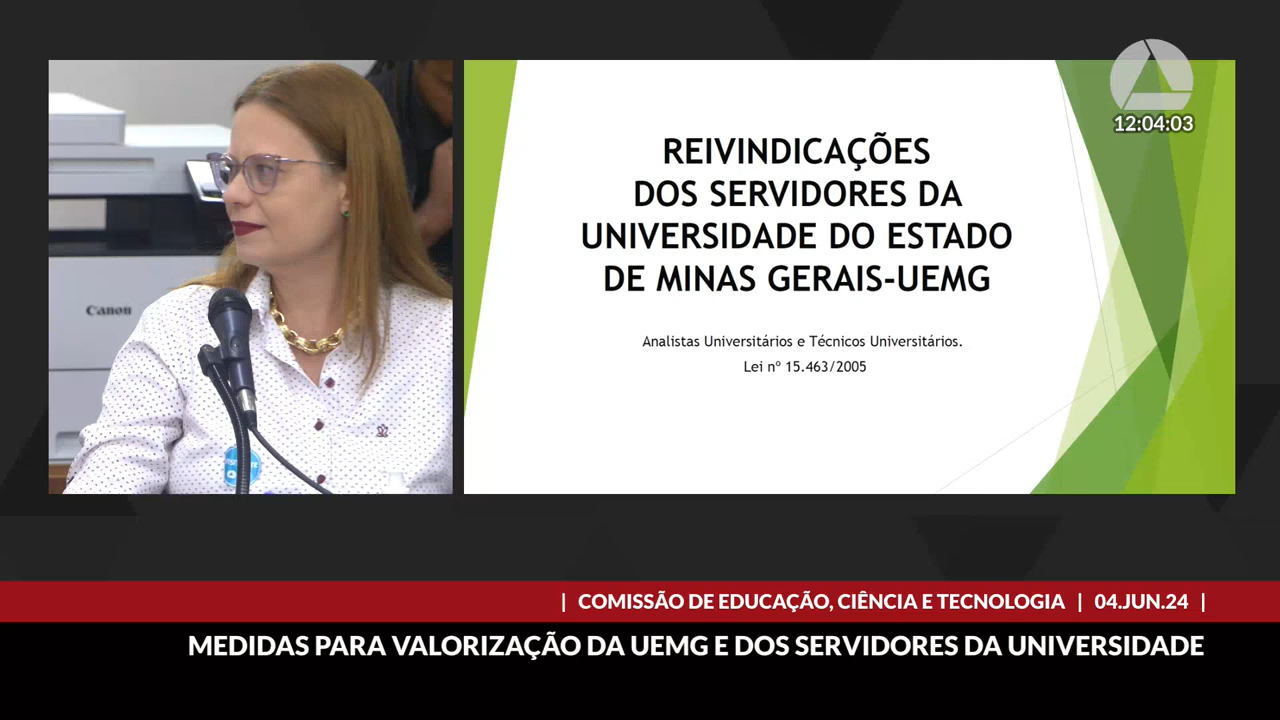 12:04:03
REIVINDICAÇÕES
DOS SERVIDORES DA
UNIVERSIDADE DO ESTADO
DE MINAS GERAIS-UEMG
Analistas Universitários e Técnicos Universitários.
Lei nº 15.463/2005
Canon
| COMISSÃO DE EDUCAÇÃO, CIÊNCIA E TECNOLOGIA | 04.JUN.24 |
MEDIDAS PARA VALORIZAÇÃO DA UEMG E DOS SERVIDORES DA UNIVERSIDADE